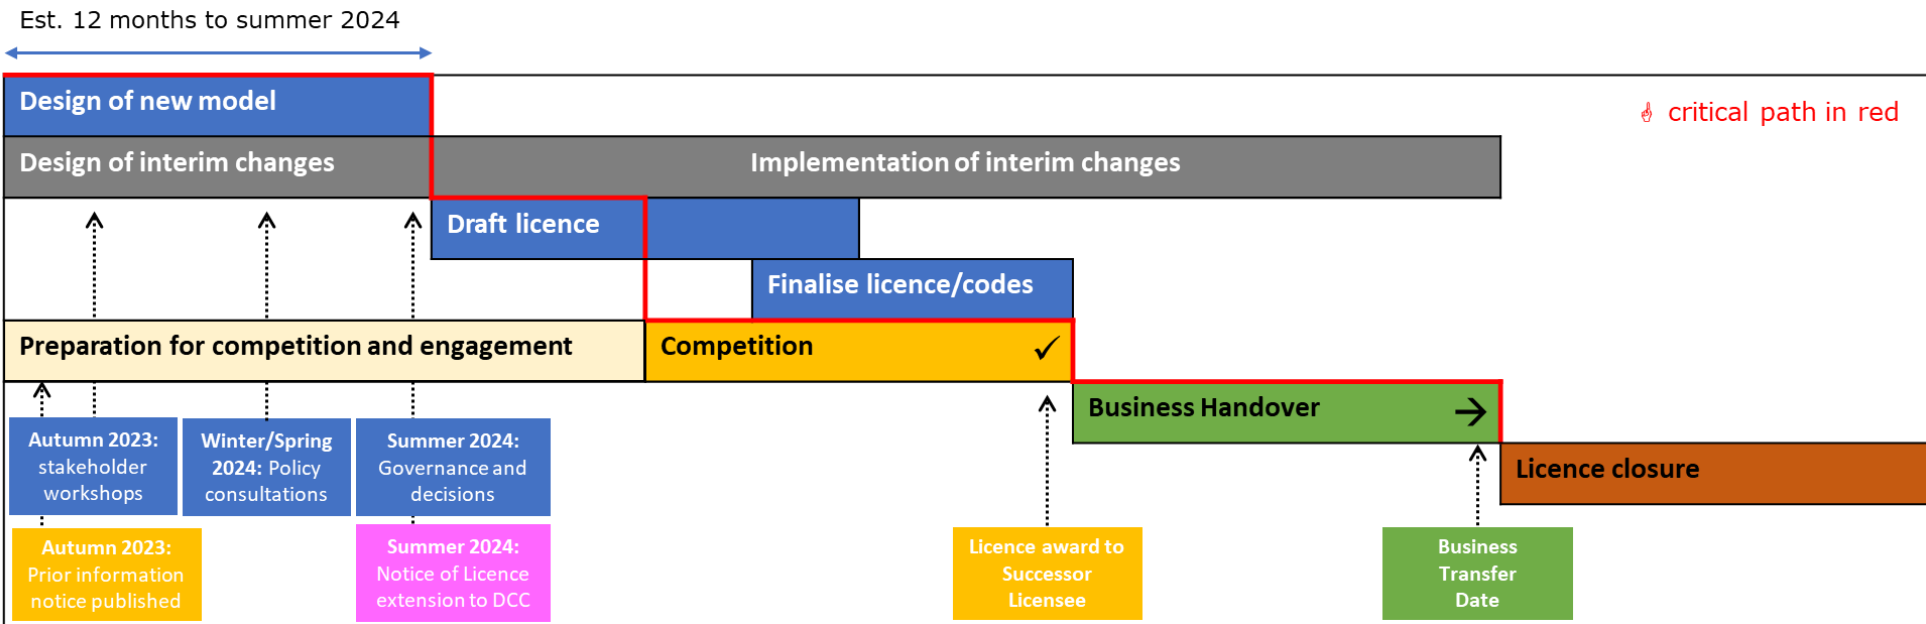 Est. 12 months to summer 2024
Design of new model
critical path in red
Design of interim changes
Implementation of interim changes
Draft licence
Finalise licence/codes
Preparation for competition and engagement
Competition
Business Handover
Licence closure
Autumn 2023:
stakeholder
workshops
Winter/Spring
2024: Policy
consultations
Summer 2024:
Governance and
decisions
Autumn 2023:
Prior information
notice published
Summer 2024:
Notice of Licence
extension to DCC
Licence award to
Successor
Licensee
Business
Transfer
Date